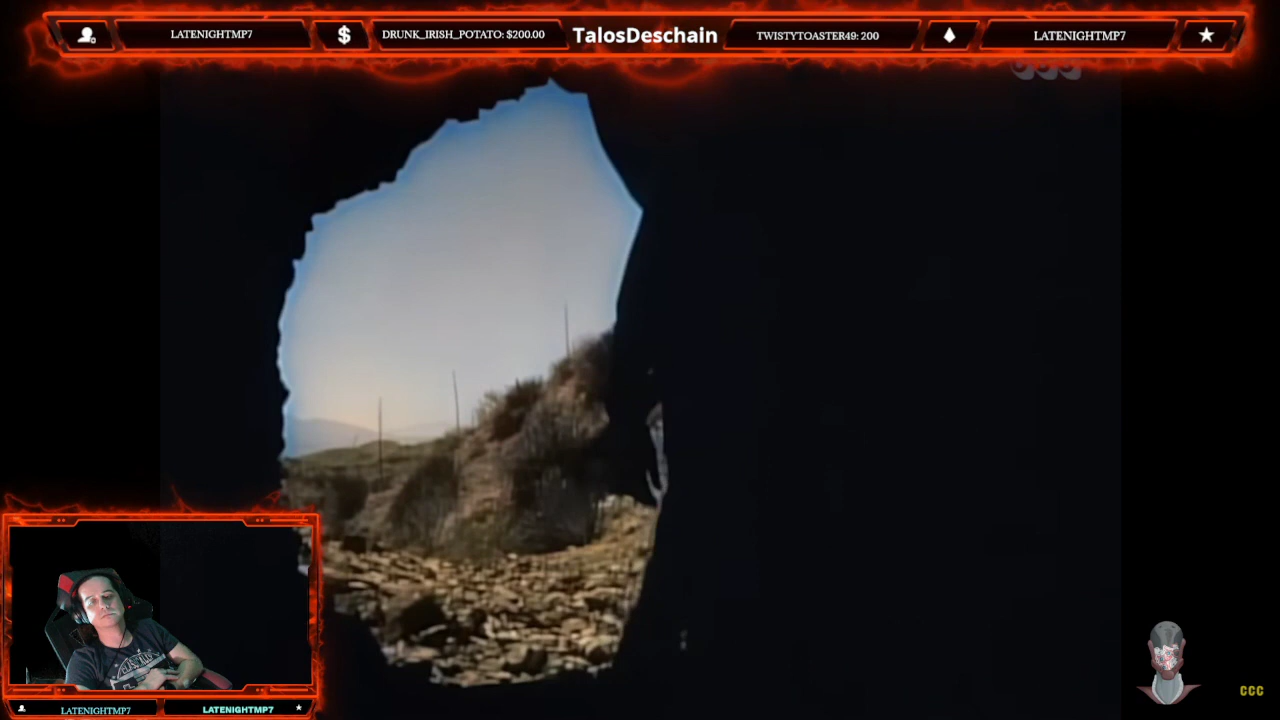 LATENIGHTMP7
$
DRUNK_IRISH_POTATO: $200.00
TalosDeschain
TWISTYTOASTER49: 200
LATENIGHTMP7
LATENIGHTMP7
LATENIGHTMP7
CCC